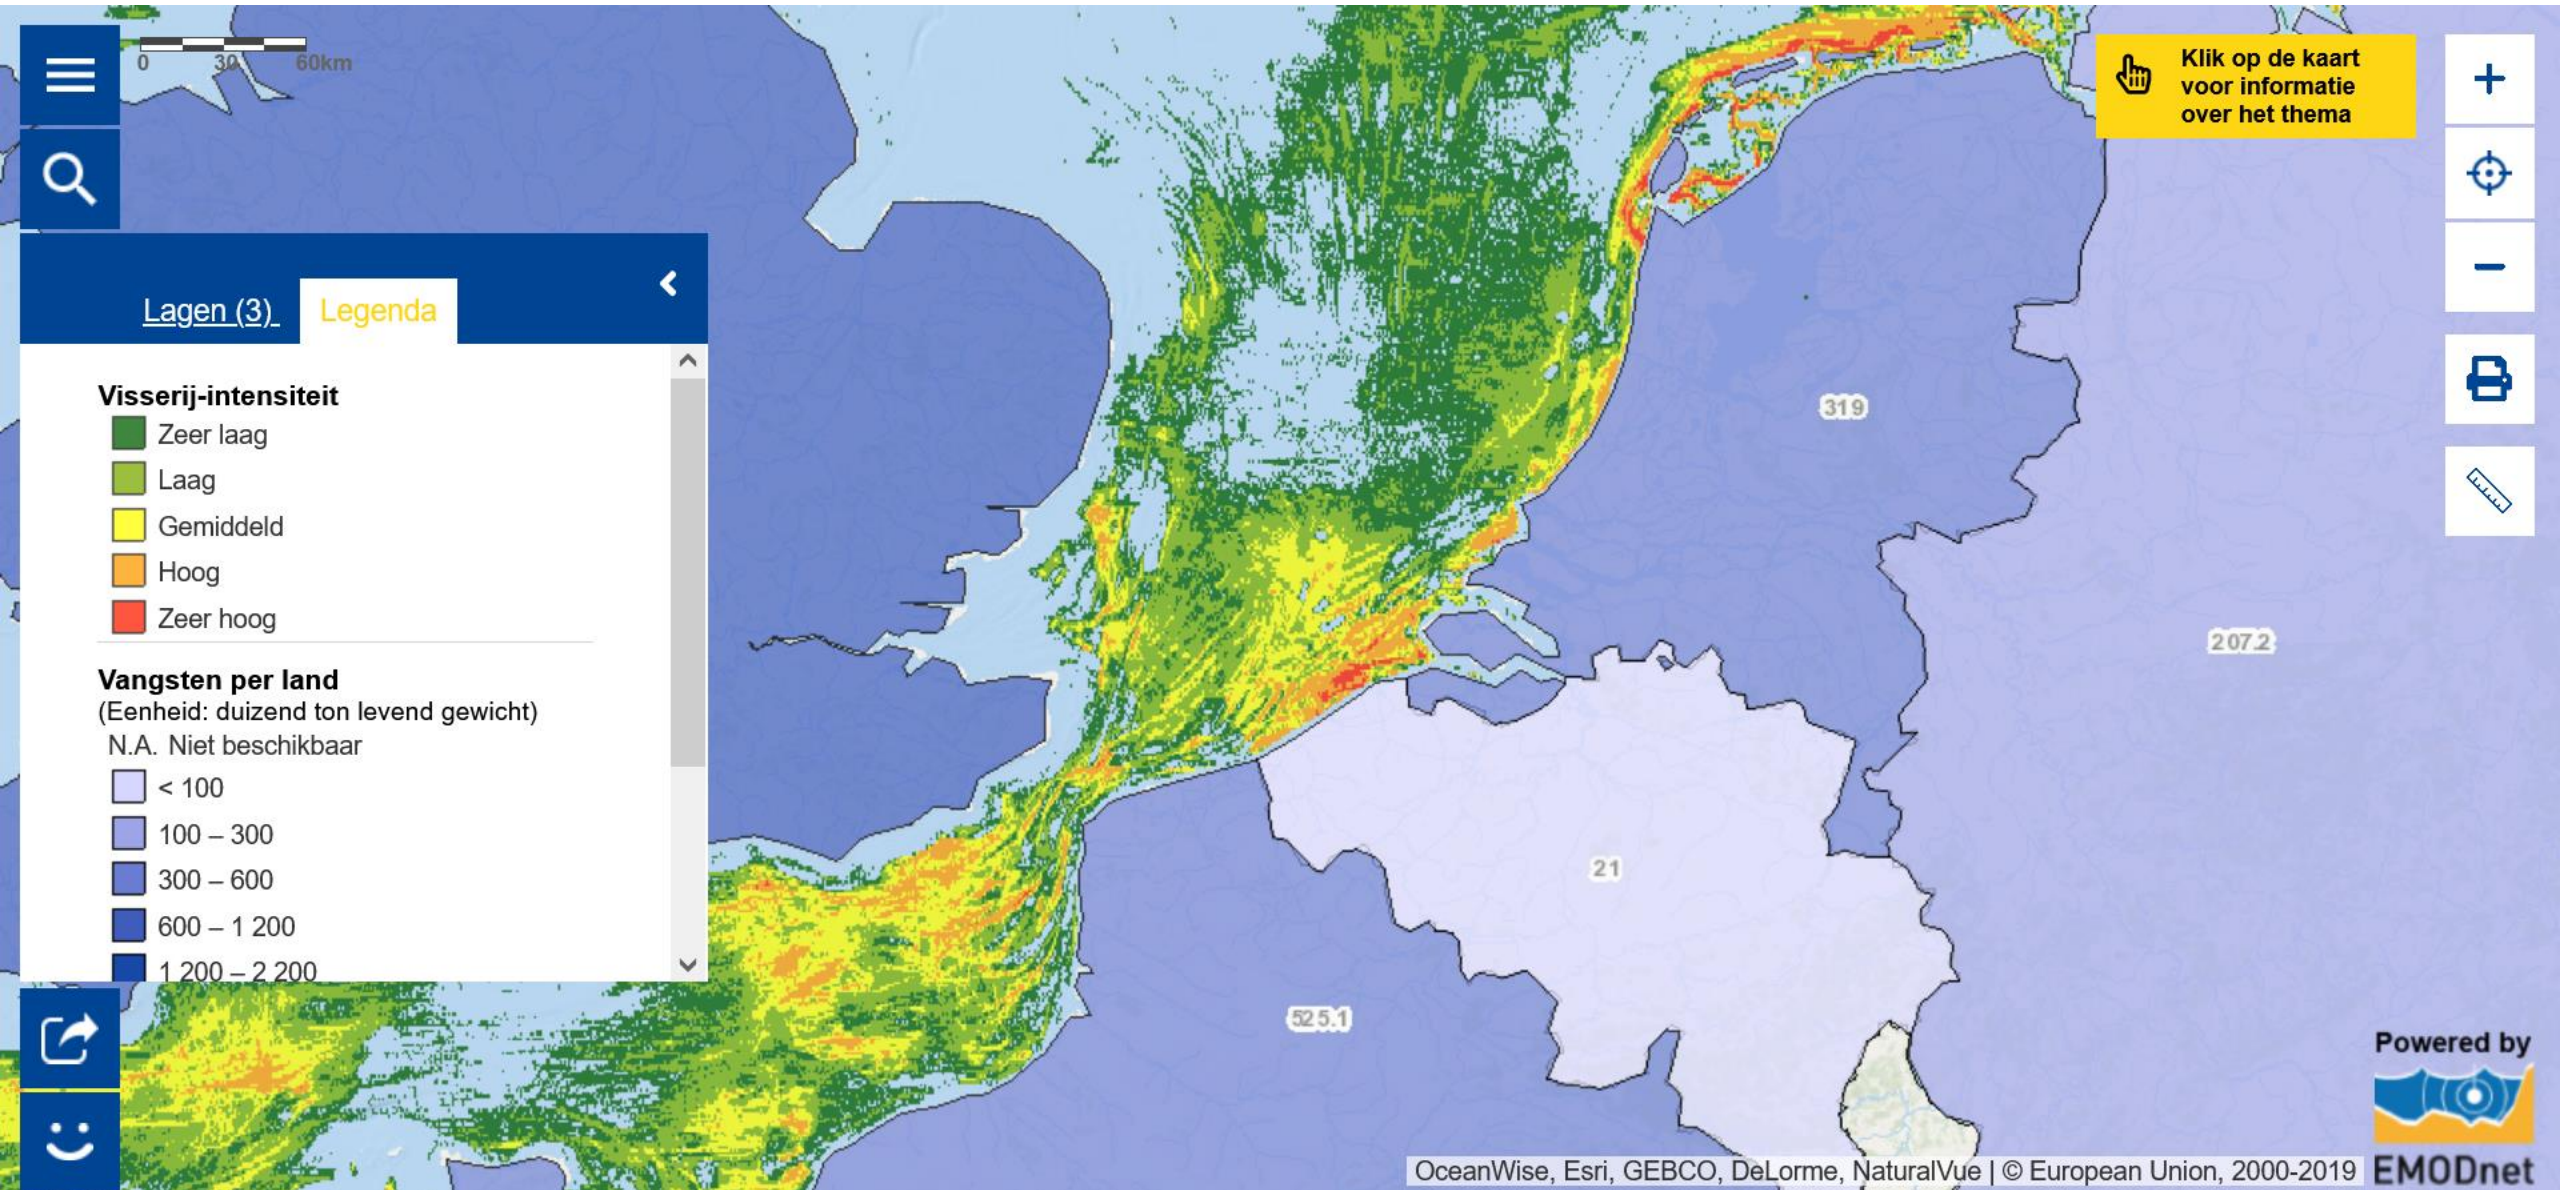 0 30 60km
Klik op de kaart
voor informatie
over het thema
Lagen (3) Legenda
Visserij-intensiteit
Zeer laag
Laag
Gemiddeld
Hoog
Zeer hoog
Vangsten per land
(Eenheid: duizend ton levend gewicht)
N.A. Niet beschikbaar
< 100
100 – 300
300 – 600
600 – 1 200
1 200 – 2 200
319
207.2
21
525.1
Powered by
EMODnet
OceanWise, Esri, GEBCO, DeLorme, NaturalVue | © European Union, 2000-2019